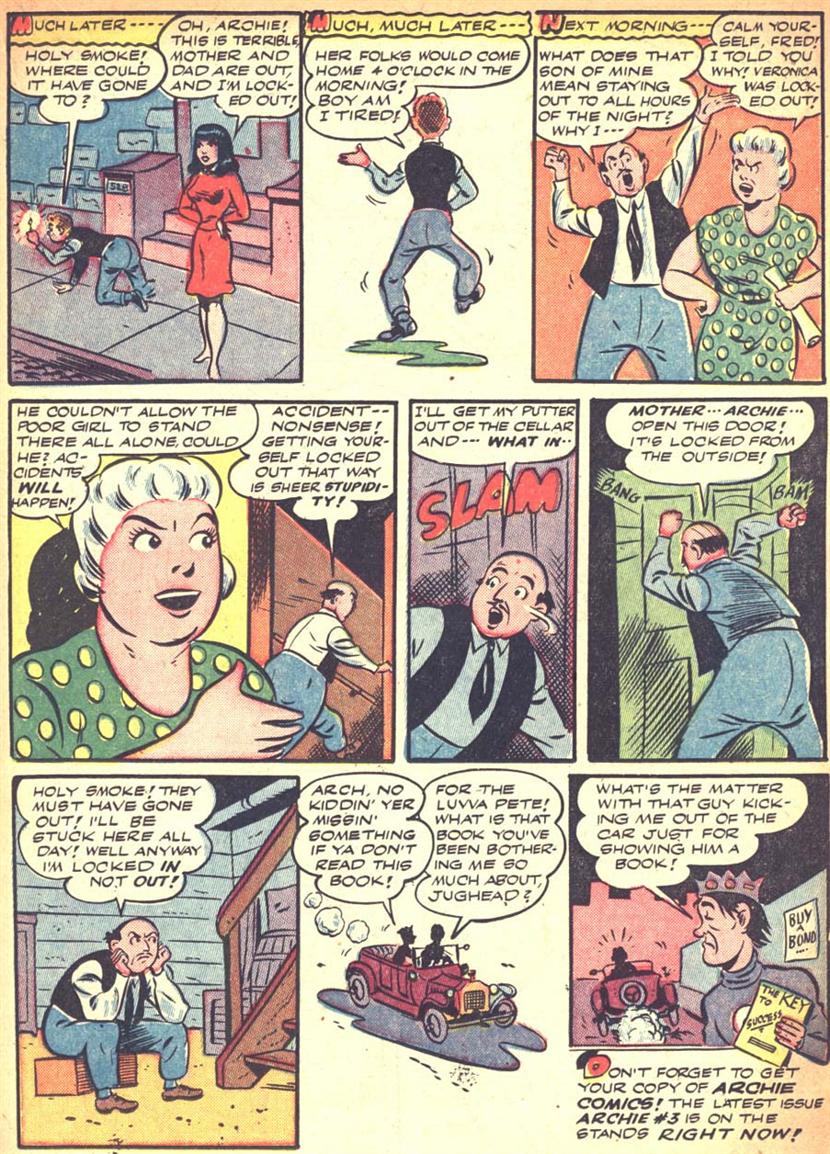 MUCH LATER----
HOLY SMOKE!
WHERE COULD
IT HAVE GONE
TO?
OH, ARCHIE!
THIS IS TERRIBLE,
MOTHER AND
DAD ARE OUT,
AND I'M LOCK-
ED OUT!
528
MUCH, MUCH LATER---
HER FOLKS WOULD COME
HOME 4 O'CLOCK IN THE
MORNING!
BOY AM
I TIRED!
NEXT MORNING---
WHAT DOES THAT
SON OF MINE
MEAN STAYING
OUT TO ALL HOURS
OF THE NIGHT?
WHY I---
CALM YOUR-
SELF, FRED!
I TOLD YOU
WHY! VERONICA
WAS LOCK-
ED OUT!
HE COULDN'T ALLOW THE
POOR GIRL TO STAND
THERE ALL ALONE, COULD
HE? AC-
CIDENTS
WILL
HAPPEN!
ACCIDENT--
NONSENSE!
GETTING YOUR-
SELF LOCKED
OUT THAT WAY
IS SHEER STUPIDI-
TY!
I'LL GET MY PUTTER
OUT OF THE CELLAR
AND--- WHAT IN..
SLAM
MOTHER... ARCHIE...
OPEN THIS DOOR!
IT'S LOCKED FROM
THE OUTSIDE!
BANG
BAM
HOLY SMOKE! THEY
MUST HAVE GONE
OUT! I'LL BE
STUCK HERE ALL
DAY! WELL ANYWAY
I'M LOCKED IN
NOT OUT!
ARCH, NO
KIDDIN' YER
MISSIN'
SOMETHING
IF YA DON'T
READ THIS
BOOK!
FOR THE
LUVVA PETE!
WHAT IS THAT
BOOK YOU'VE
BEEN BOTHER-
ING ME SO
MUCH ABOUT,
JUGHEAD?
WHAT'S THE MATTER
WITH THAT GUY KICK-
ING ME OUT OF THE
CAR JUST FOR
SHOWING HIM A
BOOK!
BUY
A
BOND
THE KEY
TO
SUCCESS
DON'T FORGET TO GET
YOUR COPY OF ARCHIE
COMICS! THE LATEST ISSUE
ARCHIE #3 IS ON THE
STANDS RIGHT NOW!